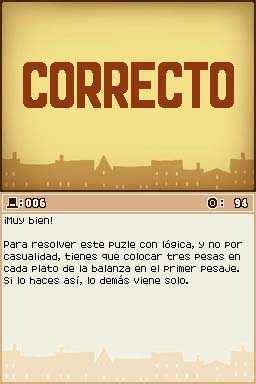 CORRECTO
:006
: 94
¡Muy bien!
Para resolver este puzle con lógica, y no por
casualidad, tienes que colocar tres pesas en
cada plato de la balanza en el primer pesaje.
Si lo haces así, lo demás viene solo.